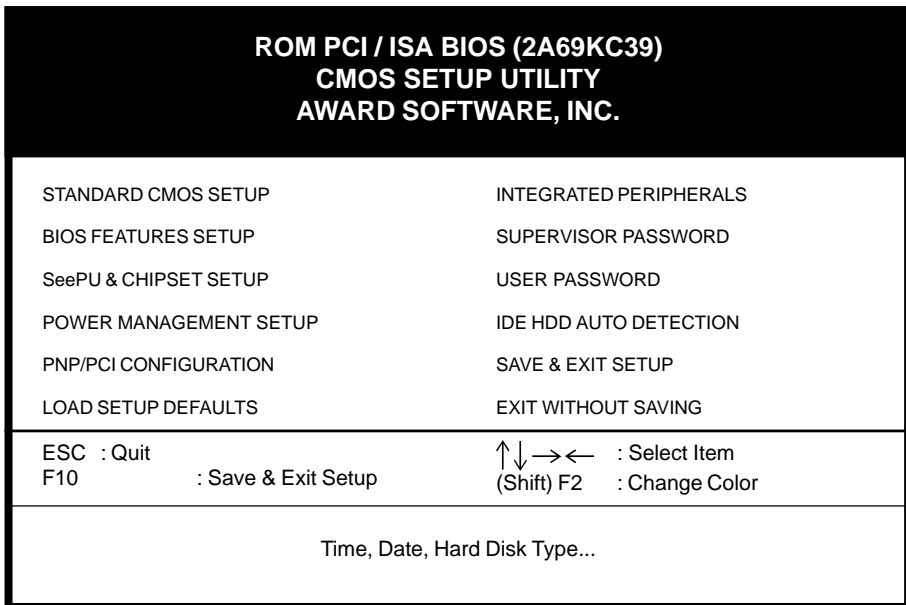 ROM PCI / ISA BIOS (2A69KC39)
CMOS SETUP UTILITY
AWARD SOFTWARE, INC.
STANDARD CMOS SETUP
BIOS FEATURES SETUP
SeePU & CHIPSET SETUP
POWER MANAGEMENT SETUP
PNP/PCI CONFIGURATION
LOAD SETUP DEFAULTS
INTEGRATED PERIPHERALS
SUPERVISOR PASSWORD
USER PASSWORD
IDE HDD AUTO DETECTION
SAVE & EXIT SETUP
EXIT WITHOUT SAVING
ESC : Quit
F10 : Save & Exit Setup
↑↓→← : Select Item
(Shift) F2 : Change Color
Time, Date, Hard Disk Type...